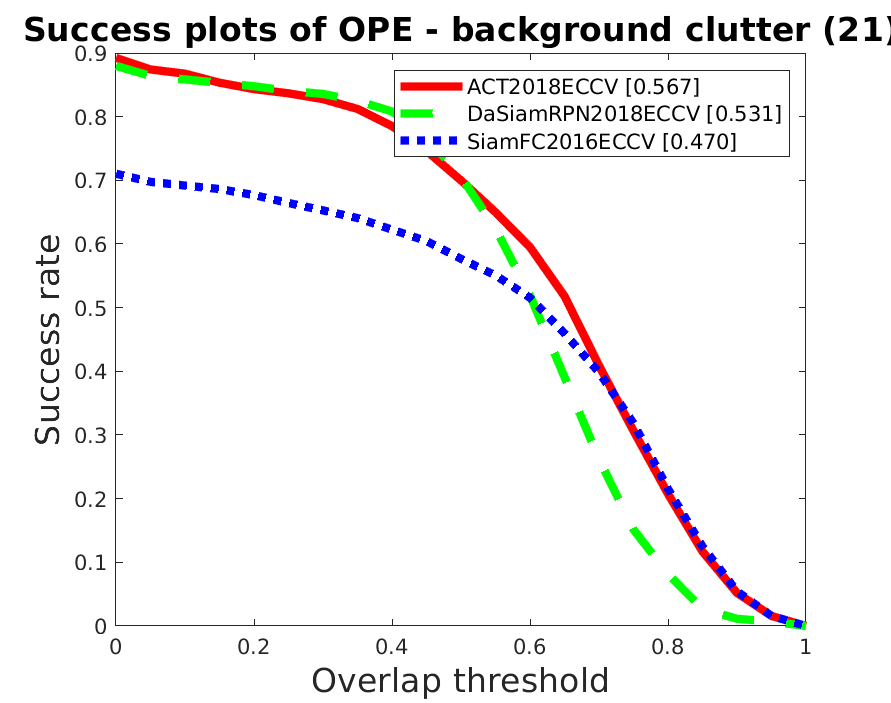 Success plots of OPE - background clutter (21)
0.9
0.8
0.7
0.6
0.5
0.4
0.3
0.2
0.1
0
Success rate
ACT2018ECCV [0.567]
DaSiamRPN2018ECCV [0.531]
SiamFC2016ECCV [0.470]
0 0.2 0.4 0.6 0.8 1
Overlap threshold